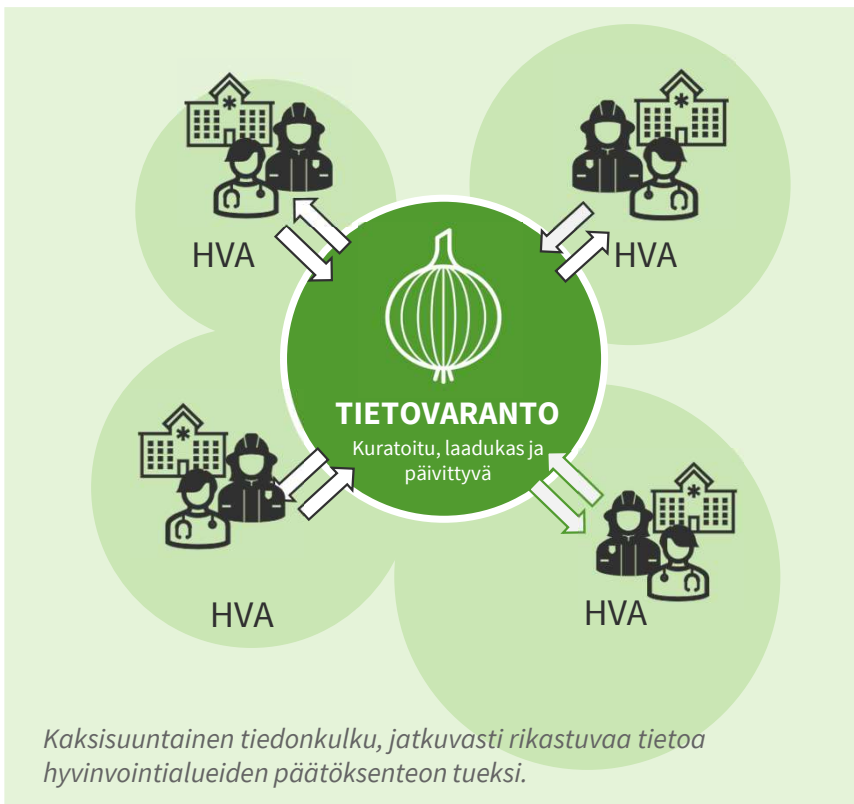 HVA
HVA
TIETOVARANTO
Kuratoitu, laadukas ja
päivittyvä
HVA
HVA
Kaksisuuntainen tiedonkulku, jatkuvasti rikastuvaa tietoa
hyvinvointialueiden päätöksenteon tueksi.